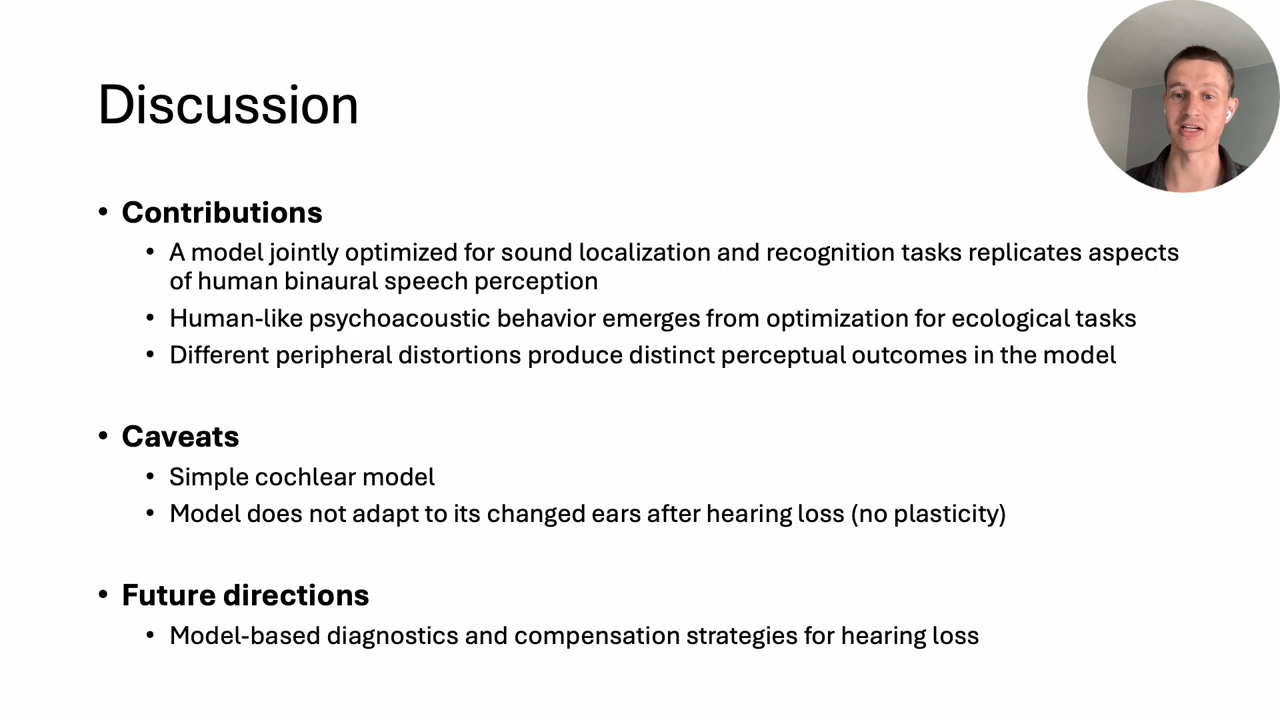 Discussion
• Contributions
• A model jointly optimized for sound localization and recognition tasks replicates aspects
of human binaural speech perception
• Human-like psychoacoustic behavior emerges from optimization for ecological tasks
• Different peripheral distortions produce distinct perceptual outcomes in the model
• Caveats
• Simple cochlear model
• Model does not adapt to its changed ears after hearing loss (no plasticity)
• Future directions
• Model-based diagnostics and compensation strategies for hearing loss